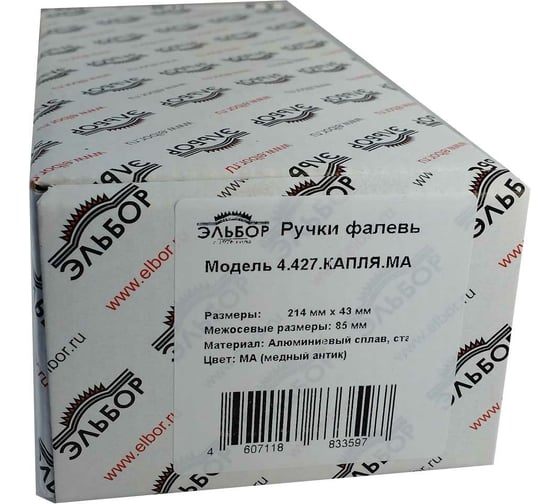 ЭЛЬБОР Ручки фалевь
Модель 4.427.КАПЛЯ.МА
Размеры: 214 мм х 43 мм
Межосевые размеры: 85 мм
Материал: Алюминиевый сплав, ста
Цвет: МА (медный антик)
4 607118 833597
ЭЛЬБОР
www.elbor.ru
ЭЛЬБОР
www.elbor.ru
ЭЛЬБОР
www.elbor.ru